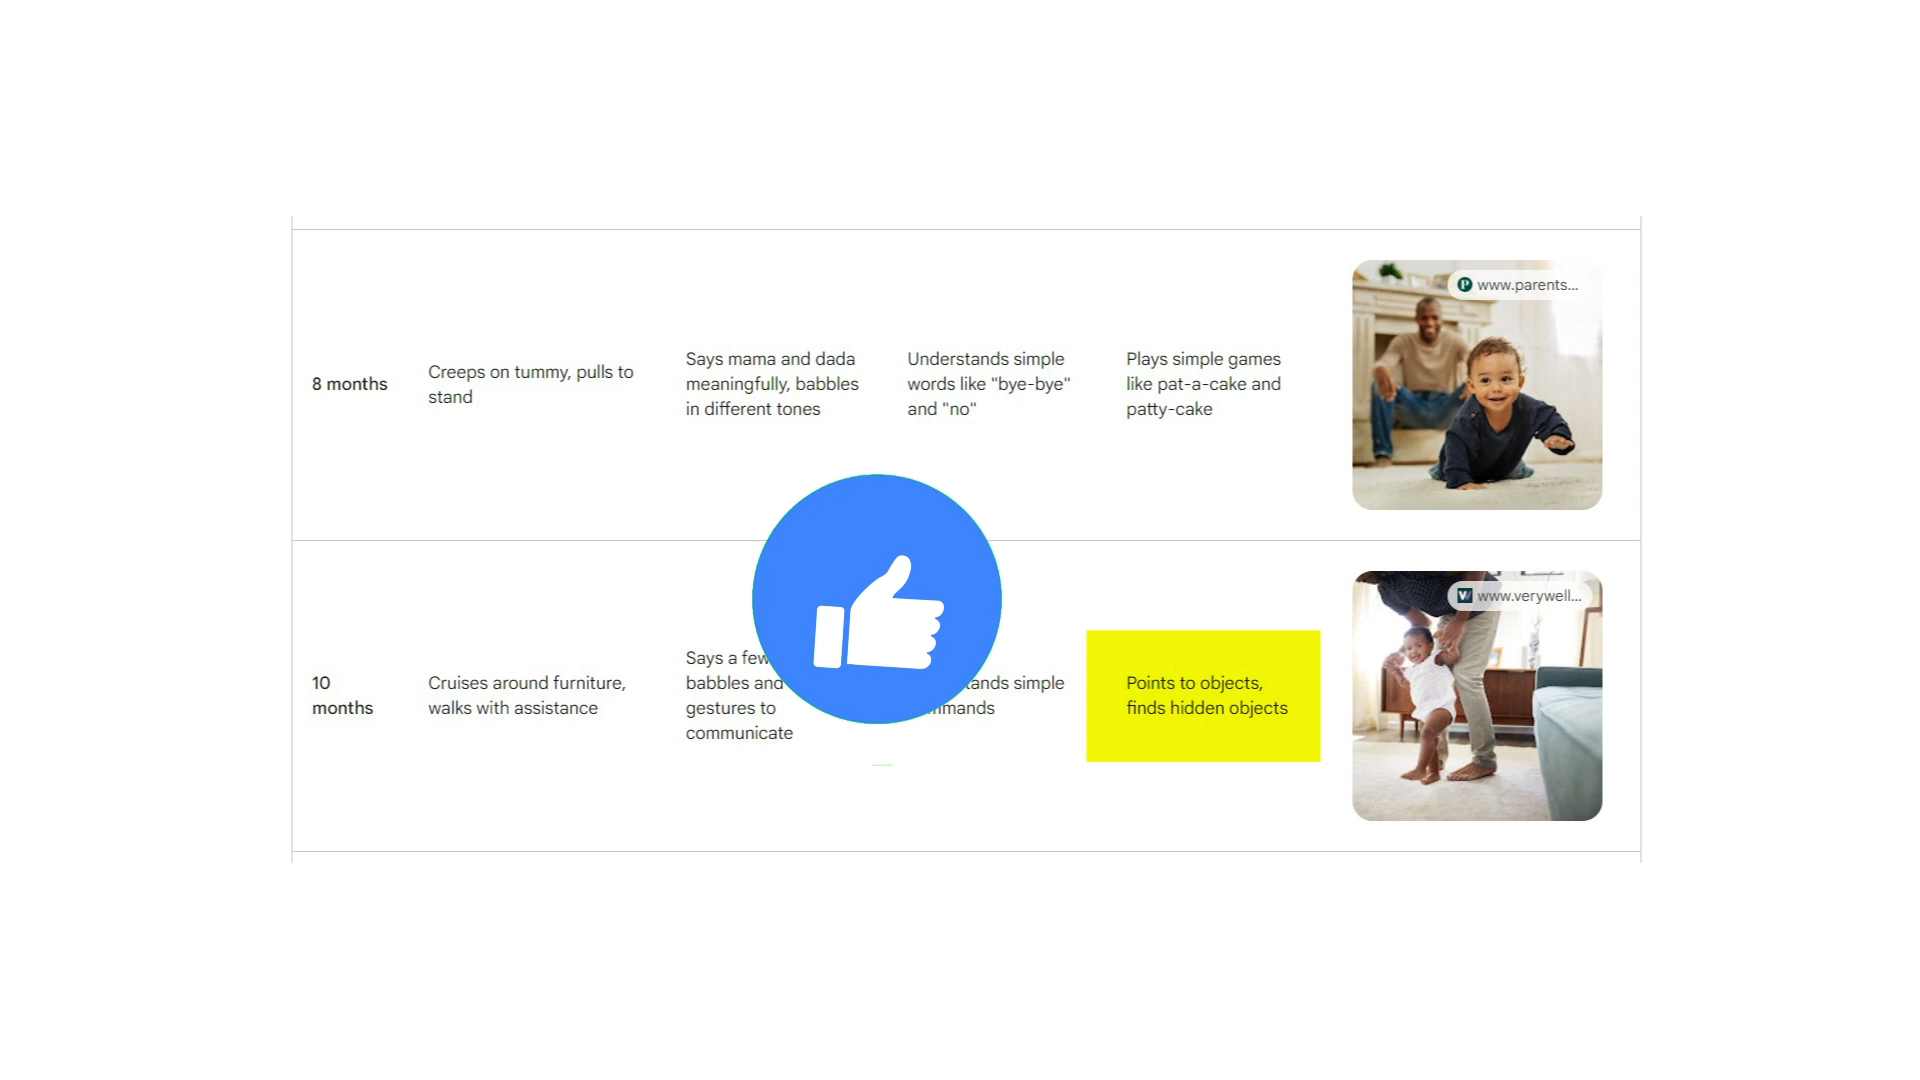 www.parents...
8 months
Creeps on tummy, pulls to
stand
Says mama and dada
meaningfully, babbles
in different tones
Understands simple
words like "bye-bye"
and "no"
Plays simple games
like pat-a-cake and
patty-cake
www.verywell...
10
months
Cruises around furniture,
walks with assistance
Says a few
babbles and
gestures to
communicate
simple
Points to objects,
finds hidden objects